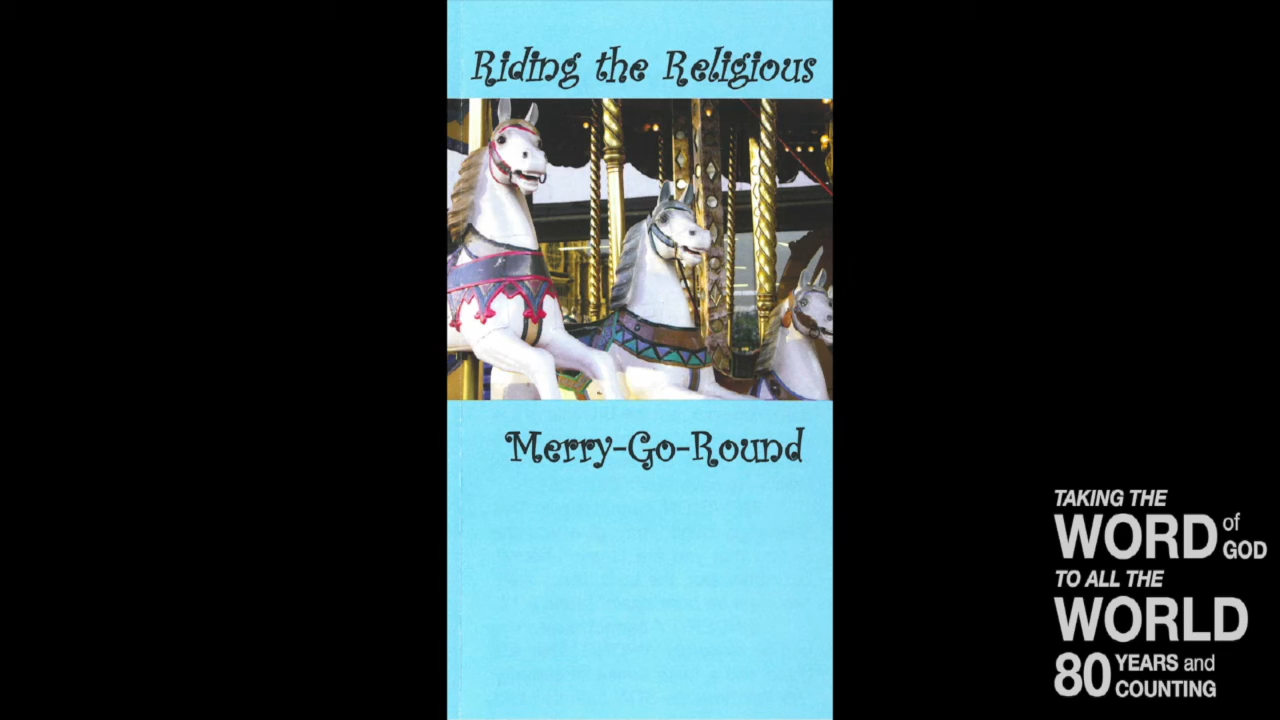 Riding the Religious
Merry-Go-Round
TAKING THE
WORD of GOD
TO ALL THE
WORLD
80 YEARS and
COUNTING